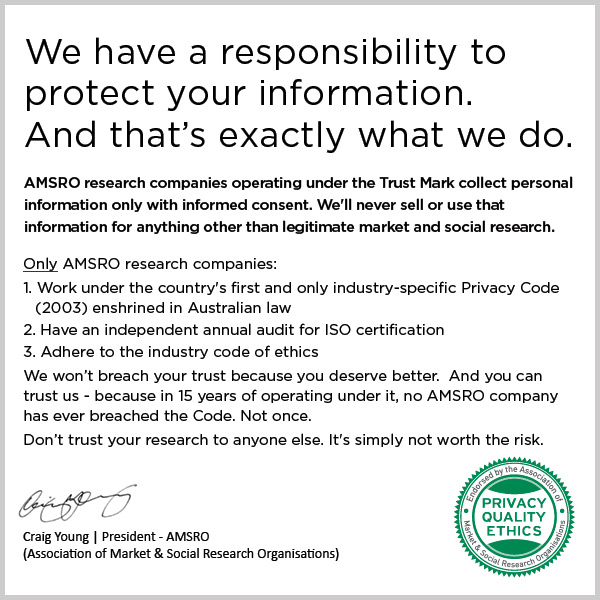 We have a responsibility to
protect your information.
And that's exactly what we do.
AMSRO research companies operating under the Trust Mark collect personal
information only with informed consent. We'll never sell or use that
information for anything other than legitimate market and social research.
Only AMSRO research companies:
1. Work under the country's first and only industry-specific Privacy Code
(2003) enshrined in Australian law
2. Have an independent annual audit for ISO certification
3. Adhere to the industry code of ethics
We won't breach your trust because you deserve better.  And you can
trust us - because in 15 years of operating under it, no AMSRO company
has ever breached the Code. Not once.
Don't trust your research to anyone else. It's simply not worth the risk.
Craig Young | President - AMSRO
(Association of Market & Social Research Organisations)
Endorsed by the Association of
PRIVACY
QUALITY
ETHICS
Market & Social Research Organisations